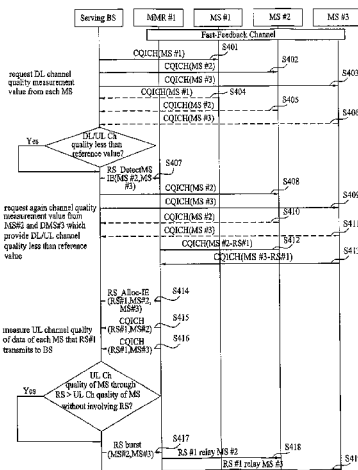 Serving BS
MMR #1
MS #1
MS #2
MS #3
Fast-Feedback Channel
request DL channel
quality measurement
value from each MS
CQICH(MS #1)
S401
CQICH(MS #2)
S402
CQICH(MS #3)
S403
CQICH(MS #1)
S404
CQICH(MS #2)
S405
CQICH(MS #3)
S406
Yes
DL/UL Ch
quality less than
reference value?
RS_DetectMS
IE(MS #2,MS
#3)
S407
CQICH(MS #2)
S408
request again channel quality
measurement value from
MS#2 and DMS#3 which
provide DL/UL channel
quality less than reference
value
CQICH(MS #3)
S409
CQICH(MS #2)
S410
CQICH(MS #3)
S411
CQICH(MS #2-RS#1)
S412
CQICH(MS #3-RS#1)
S413
RS_Alloc-IE
(RS#1,MS#2,
MS#3)
S414
measure UL channel quality
of data of each MS that RS#1
transmits to BS
CQICH
(RS#1,MS#2)
S415
CQICH
(RS#1,MS#3)
S416
Yes
UL Ch
quality of MS through
RS > UL Ch quality of MS
without involving RS?
RS burst
(MS#2,MS#3)
S417
RS #1 relay MS #2
S418
RS #1 relay MS #3